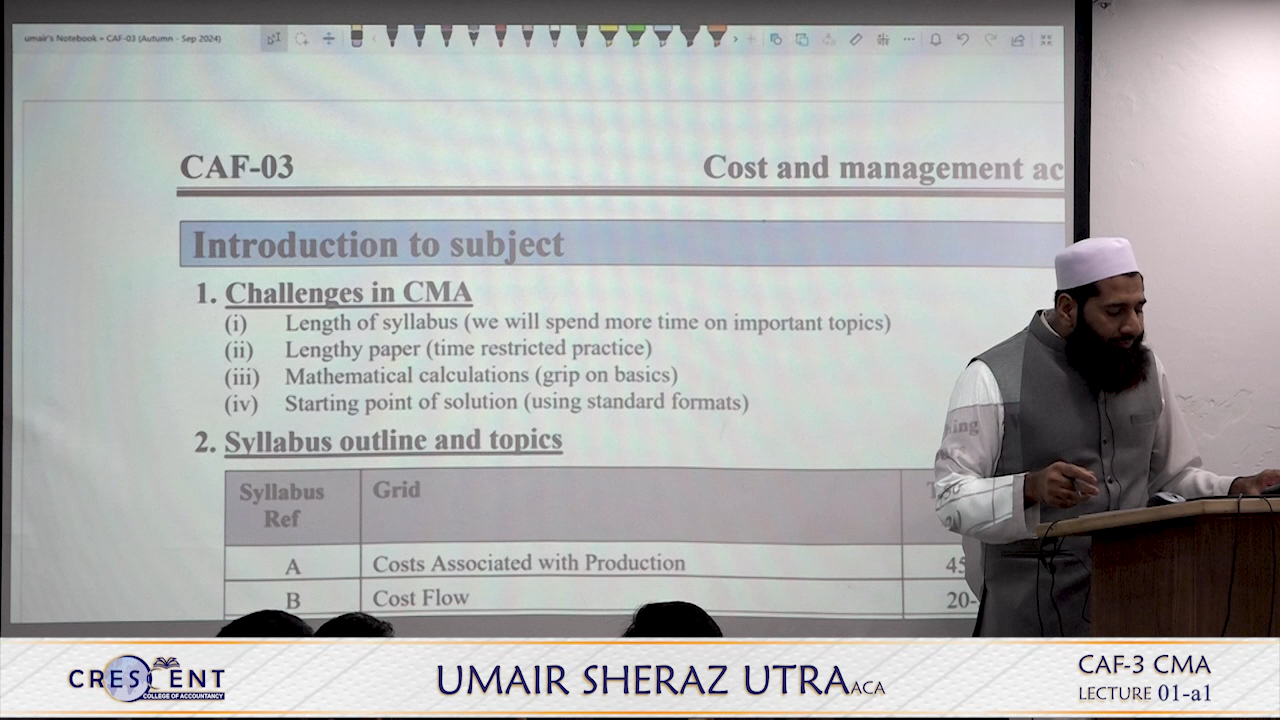 umair's Notebook » CAF-03 (Autumn - Sep 2024)
CAF-03
Cost and management ac
Introduction to subject
1. Challenges in CMA
(i) Length of syllabus (we will spend more time on important topics)
(ii) Lengthy paper (time restricted practice)
(iii) Mathematical calculations (grip on basics)
(iv) Starting point of solution (using standard formats)
2. Syllabus outline and topics
Syllabus Ref
Grid
A Costs Associated with Production 45
B Cost Flow 20-
CRESCENT
COLLEGE OF ACCOUNTANCY
UMAIR SHERAZ UTRA ACA
CAF-3 CMA
LECTURE 01-a1